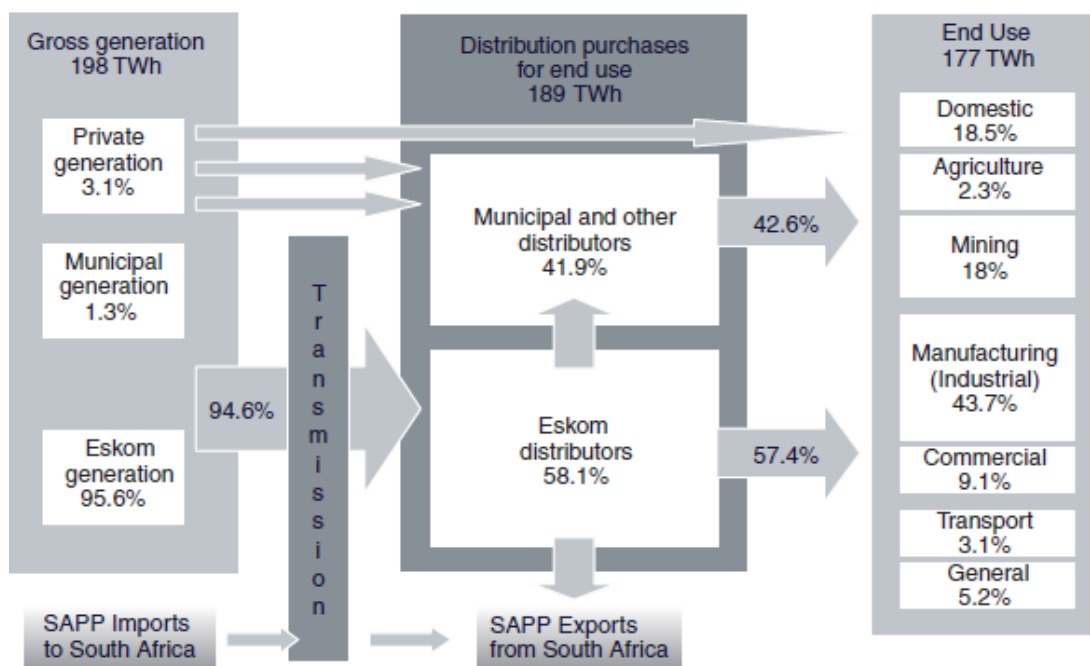 Gross generation
198 TWh
Private
generation
3.1%
Municipal
generation
1.3%
Eskom
generation
95.6%
94.6%
Transmission
SAPP Imports
to South Africa
Distribution purchases
for end use
189 TWh
Municipal and other
distributors
41.9%
Eskom
distributors
58.1%
SAPP Exports
from South Africa
42.6%
57.4%
End Use
177 TWh
Domestic
18.5%
Agriculture
2.3%
Mining
18%
Manufacturing
(Industrial)
43.7%
Commercial
9.1%
Transport
3.1%
General
5.2%